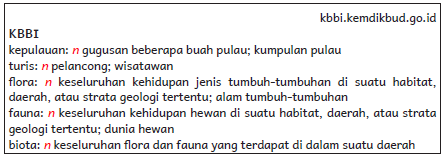 kbbi.kemdikbud.go.id
KBBI
kepulauan: n gugusan beberapa buah pulau; kumpulan pulau
turis: n pelancong; wisatawan
flora: n keseluruhan kehidupan jenis tumbuh-tumbuhan di suatu habitat,
daerah, atau strata geologi tertentu; alam tumbuh-tumbuhan
fauna: n keseluruhan kehidupan hewan di suatu habitat, daerah, atau strata
geologi tertentu; dunia hewan
biota: n keseluruhan flora dan fauna yang terdapat di dalam suatu daerah